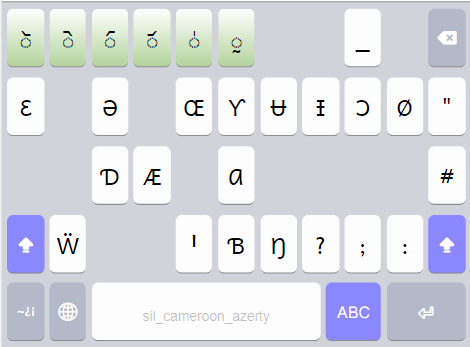 ◌̍ ◌̰ _
Ɛ Ə Œ Ƴ Ʉ Ɨ Ɔ Ø "
Ɗ Æ Ɑ #
Ẅ Ꞌ Ɓ Ŋ ? ; :
~¿¡ sil_cameroon_azerty ABC